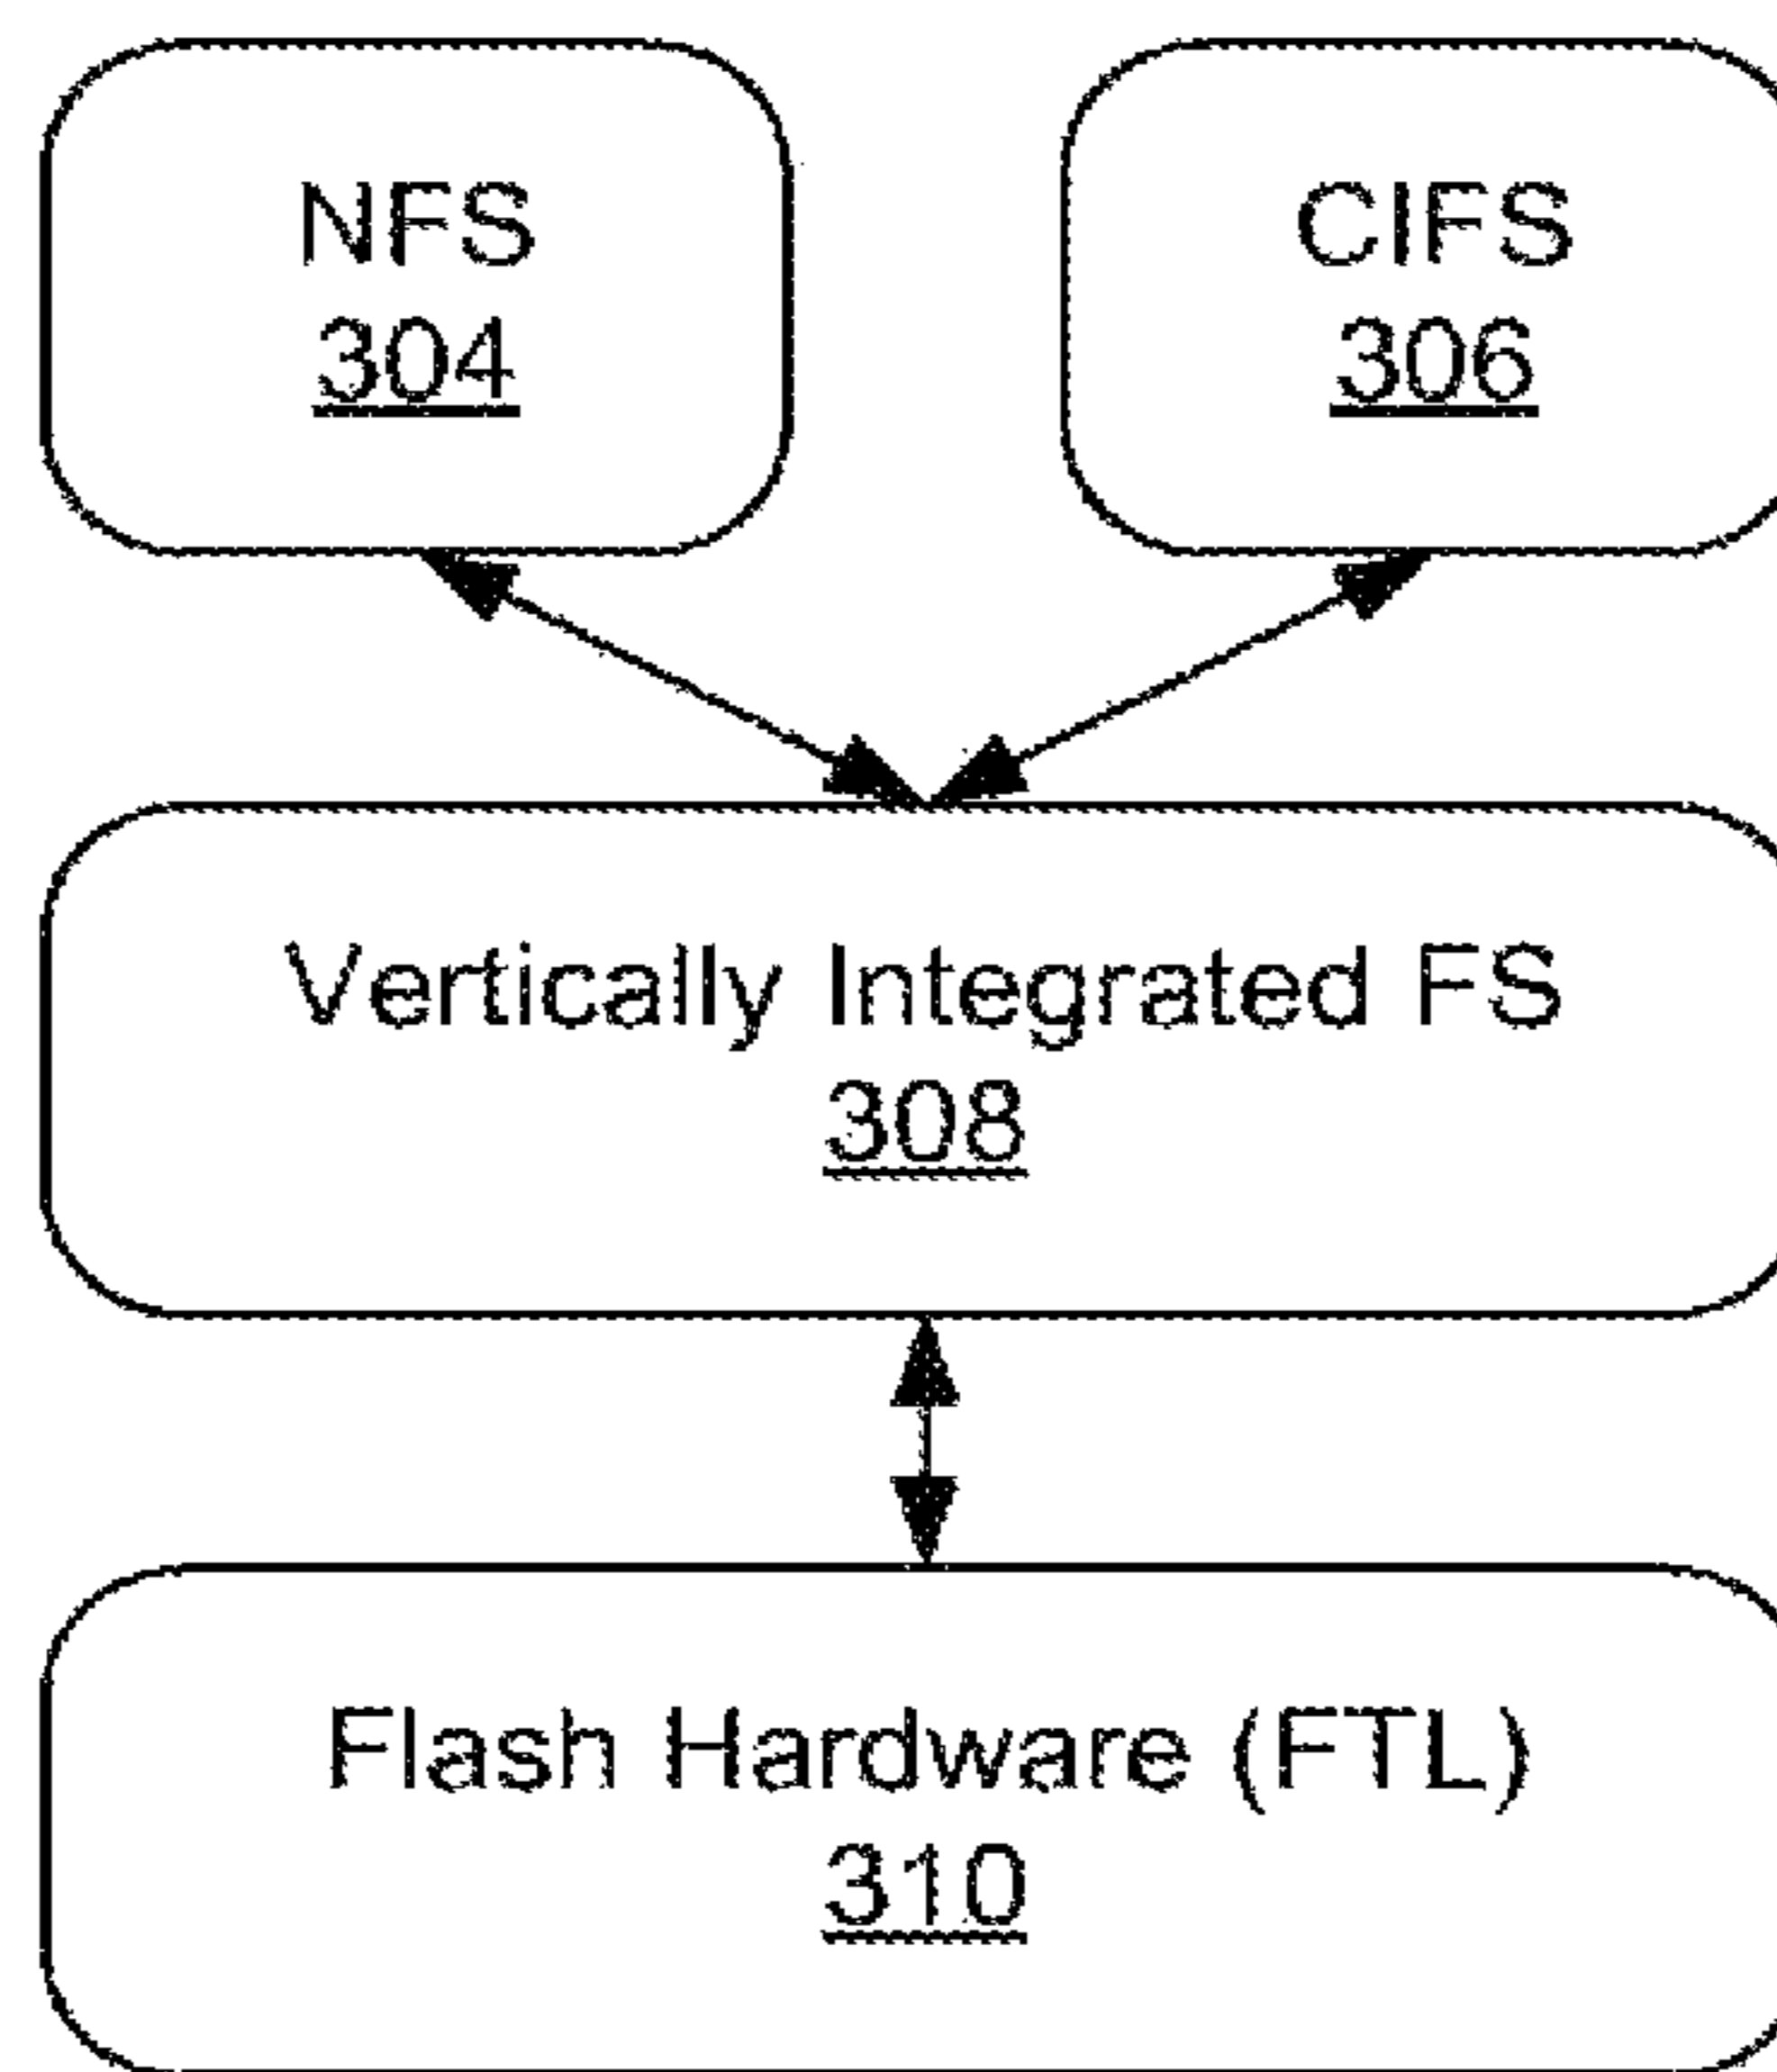 NFS
304
CIFS
306
Vertically Integrated FS
308
Flash Hardware (FTL)
310